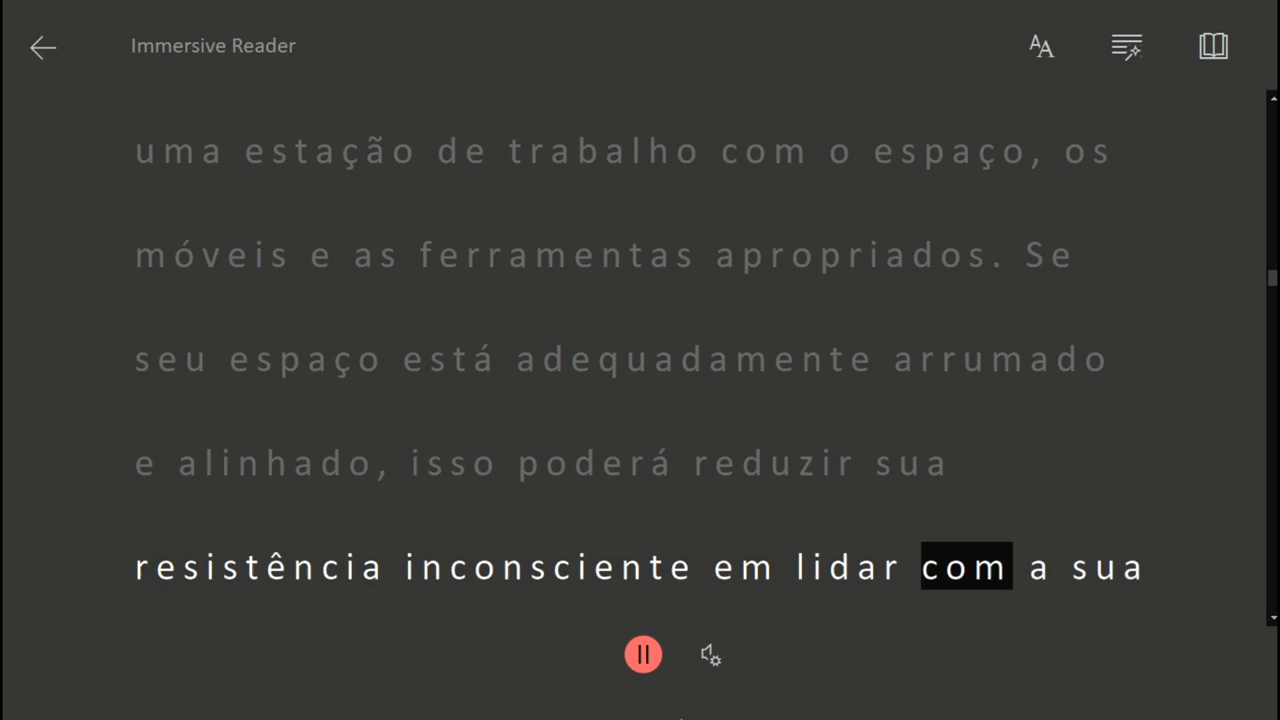 Immersive Reader
uma estação de trabalho com o espaço, os
móveis e as ferramentas apropriados. Se
seu espaço está adequadamente arrumado
e alinhado, isso poderá reduzir sua
resistência inconsciente em lidar com a sua